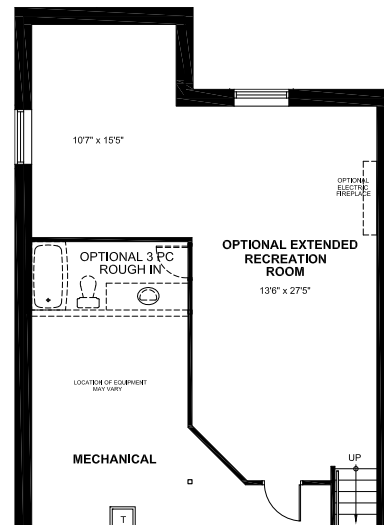 10'7" x 15'5"
OPTIONAL
ELECTRIC
FIREPLACE
OPTIONAL EXTENDED
RECREATION
ROOM
13'6" x 27'5"
OPTIONAL 3 PC
ROUGH IN
LOCATION OF EQUIPMENT
MAY VARY
MECHANICAL
UP
T